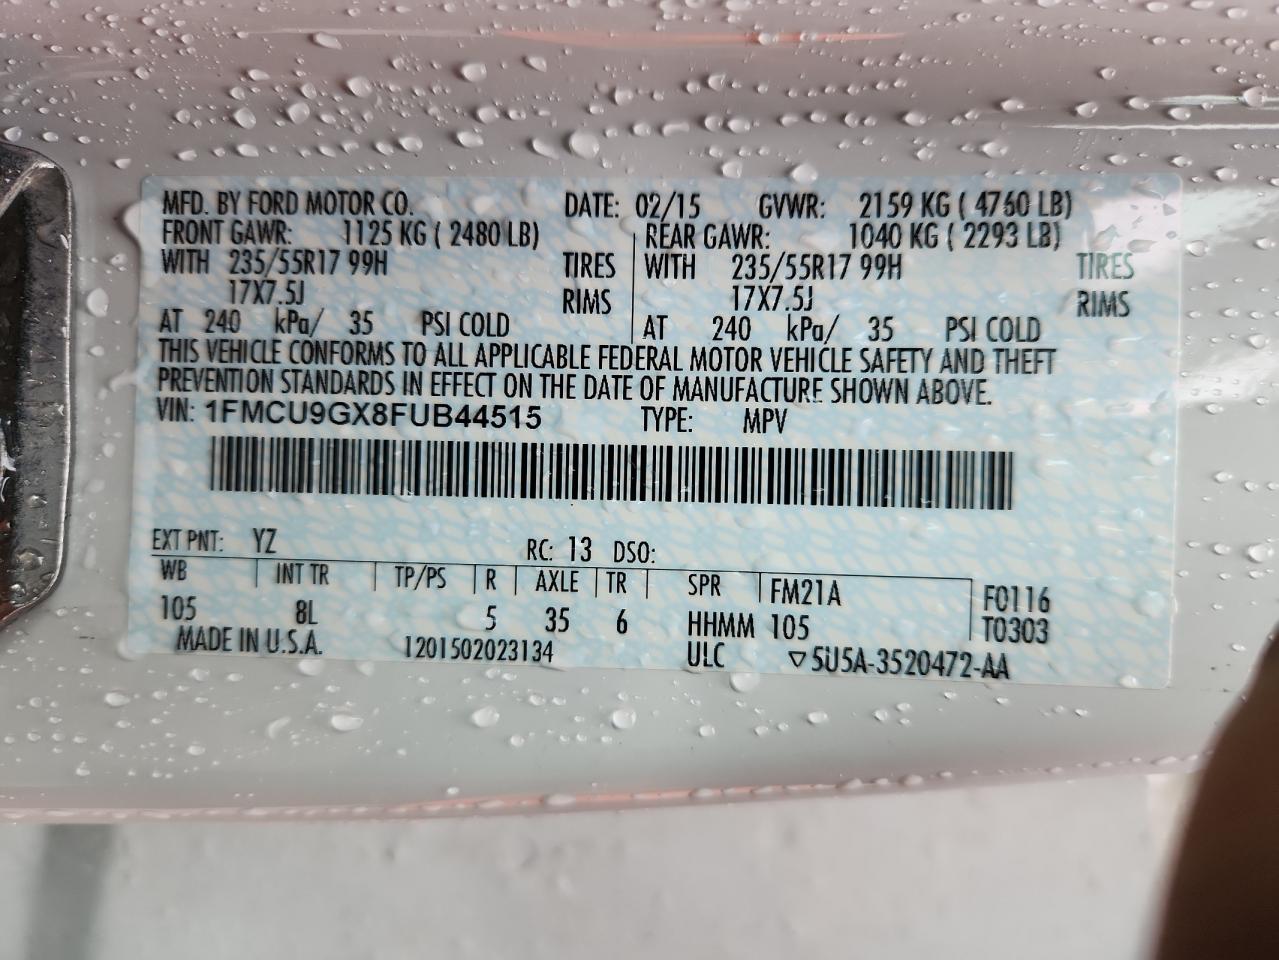 MFD. BY FORD MOTOR CO. DATE: 02/15 GVWR: 2159 KG ( 4760 LB)
FRONT GAWR: 1125 KG ( 2480 LB) REAR GAWR: 1040 KG ( 2293 LB)
WITH 235/55R17 99H TIRES WITH 235/55R17 99H TIRES
17X7.5J RIMS 17X7.5J RIMS
AT 240 kPa/ 35 PSI COLD AT 240 kPa/ 35 PSI COLD
THIS VEHICLE CONFORMS TO ALL APPLICABLE FEDERAL MOTOR VEHICLE SAFETY AND THEFT
PREVENTION STANDARDS IN EFFECT ON THE DATE OF MANUFACTURE SHOWN ABOVE.
VIN: 1FMCU9GX8FUB44515 TYPE: MPV
EXT PNT: YZ RC: 13 DSO:
WB INT TR TP/PS R AXLE TR SPR FM21A F0116
105 8L 5 35 6 HHMM 105 T0303
MADE IN U.S.A. 1201502023134 ULC ▽5U5A-3520472-AA